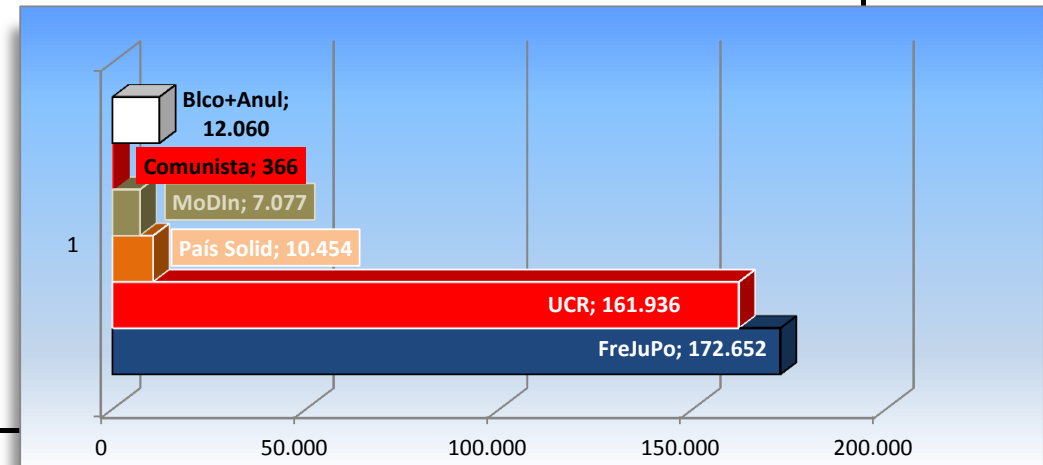 Blco+Anul;
12.060
Comunista; 366
MoDIn; 7.077
País Solid; 10.454
1
UCR; 161.936
FreJuPo; 172.652
0 50.000 100.000 150.000 200.000